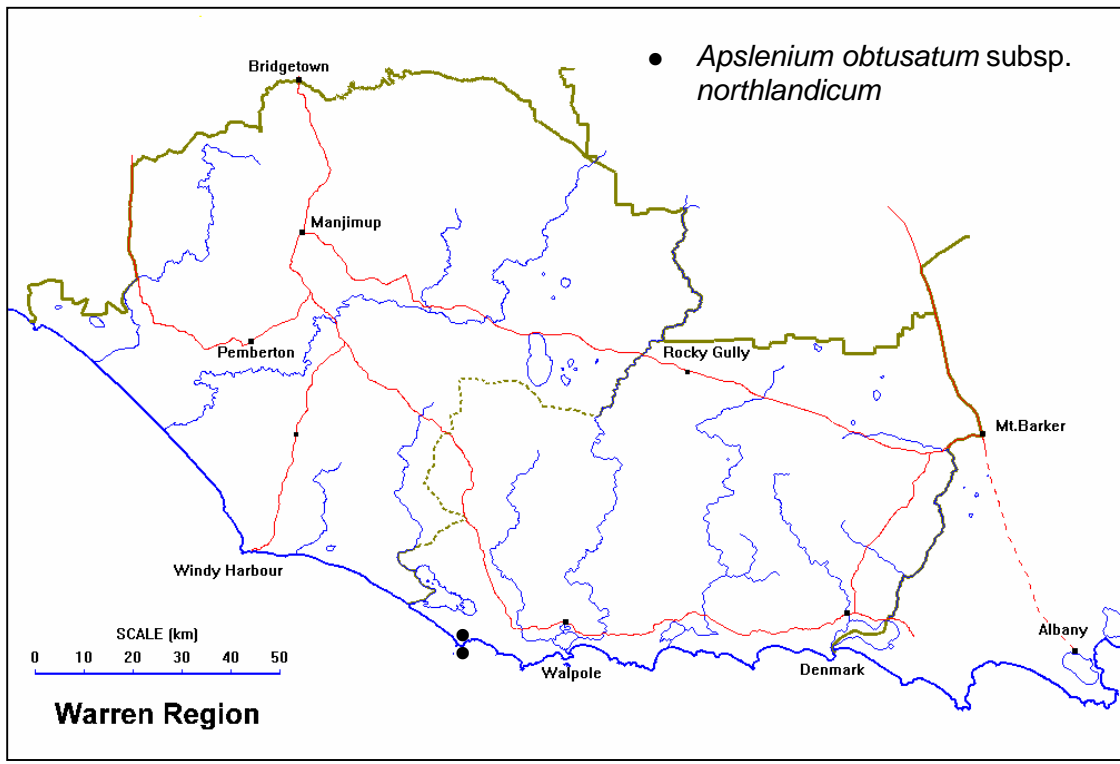 ● Apslenium obtusatum subsp.
northlandicum
Bridgetown
Manjimup
Pemberton
Rocky Gully
Mt.Barker
Windy Harbour
SCALE (km)
0 10 20 30 40 50
Walpole
Denmark
Albany
Warren Region